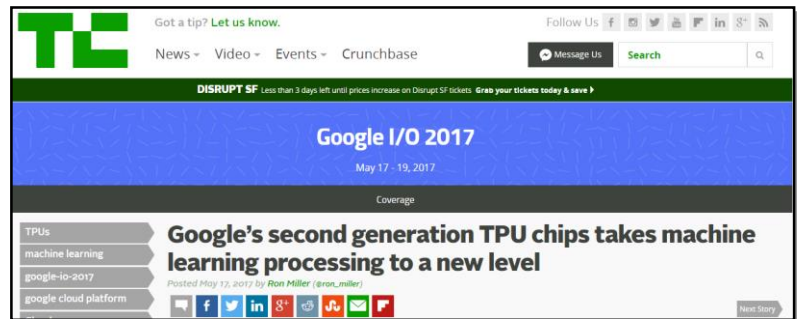 TC
Got a tip? Let us know.
Follow Us
News Video Events Crunchbase
Message Us
Search
DISRUPT SF Less than 3 days left until prices increase on Disrupt SF tickets Grab your tickets today & save
Google I/O 2017
May 17 - 19, 2017
Coverage
TPUs
machine learning
google-io-2017
google cloud platform
Google's second generation TPU chips takes machine
learning processing to a new level
Posted May 17, 2017 by Ron Miller (@ron_miller)
Next Story